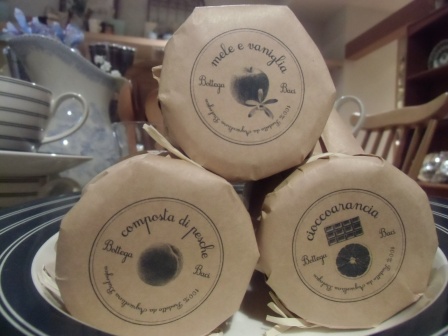 mele e vaniglia
Bottega Baci
composta di pesche
Bottega Baci
cioccoarancia
Bottega Baci